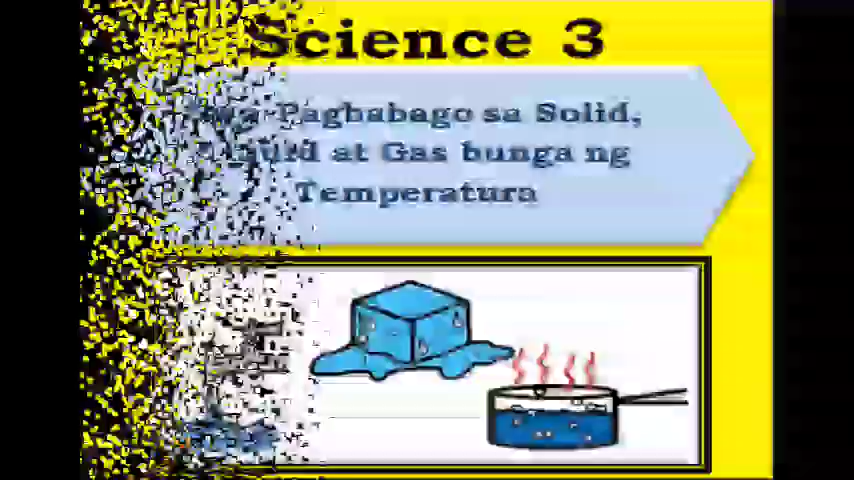 Science 3
Pagbabago sa Solid,
at Gas bunga ng
Temperatura